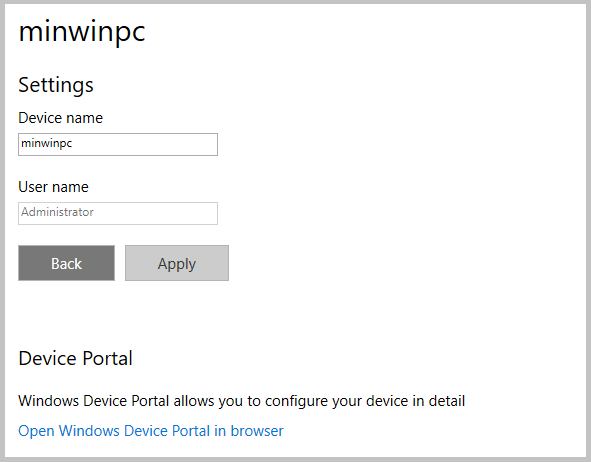 minwinpc
Settings
Device name
minwinpc
User name
Administrator
Back Apply
Device Portal
Windows Device Portal allows you to configure your device in detail
Open Windows Device Portal in browser